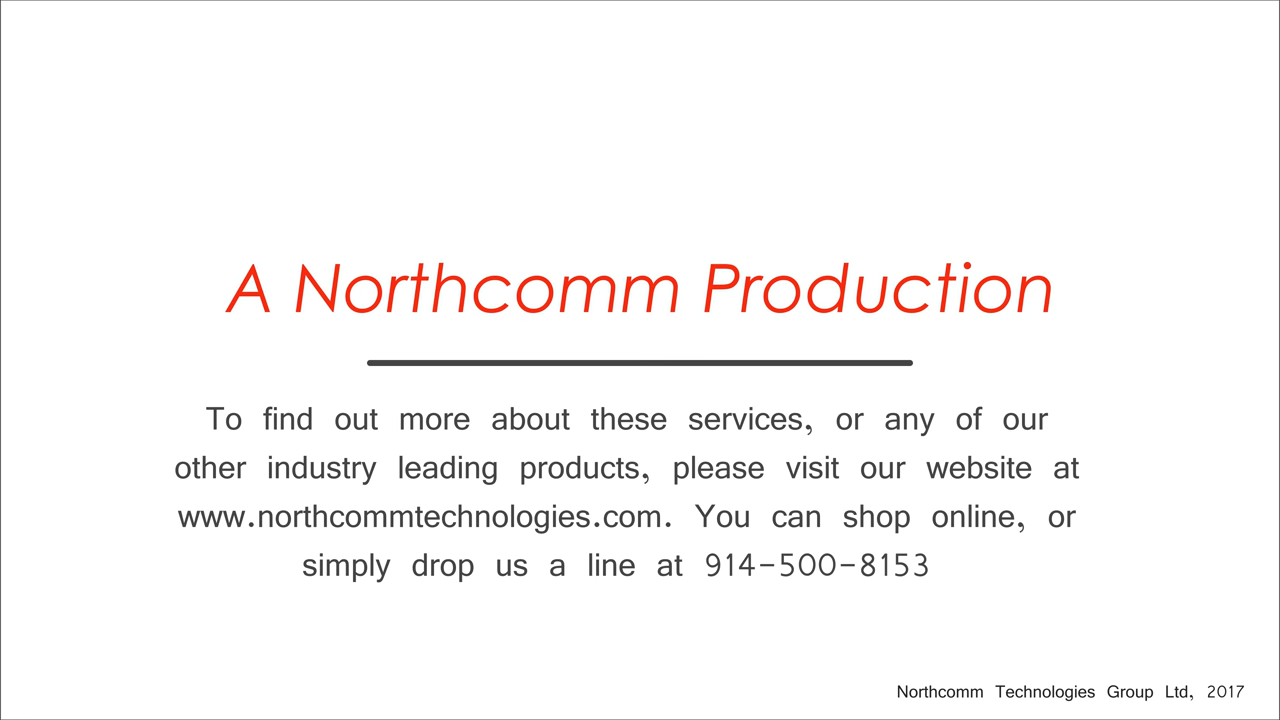 A Northcomm Production
To find out more about these services, or any of our
other industry leading products, please visit our website at
www.northcommtechnologies.com. You can shop online, or
simply drop us a line at 914-500-8153
Northcomm Technologies Group Ltd, 2017